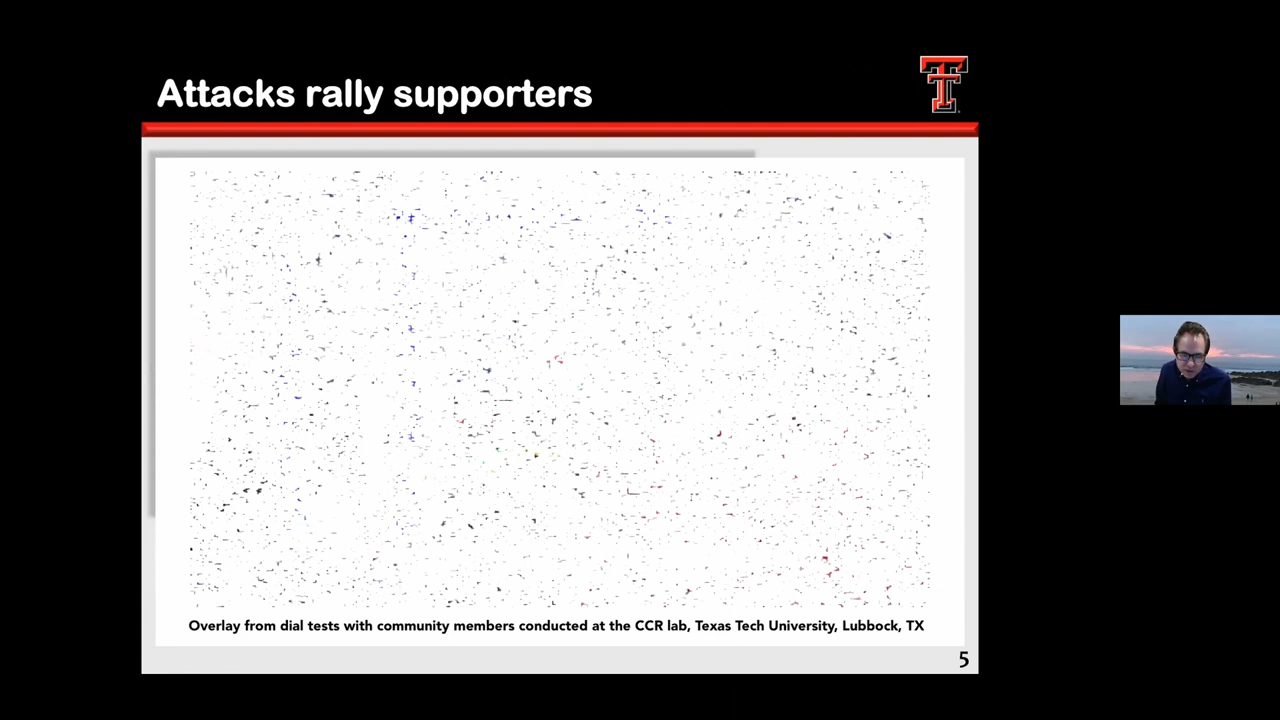 Attacks rally supporters
Overlay from dial tests with community members conducted at the CCR lab, Texas Tech University, Lubbock, TX
5